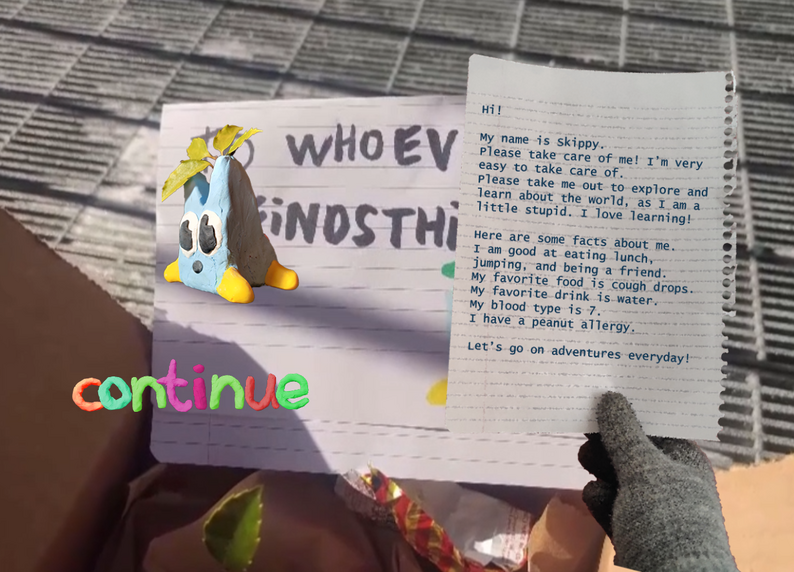 to WHOEV
FiNDSTHi
Hi!
My name is skippy.
Please take care of me! I'm very
easy to take care of.
Please take me out to explore and
learn about the world, as I am a
little stupid. I love learning!
Here are some facts about me.
I am good at eating lunch,
jumping, and being a friend.
My favorite food is cough drops.
My favorite drink is water.
My blood type is 7.
I have a peanut allergy.
Let's go on adventures everyday!
continue